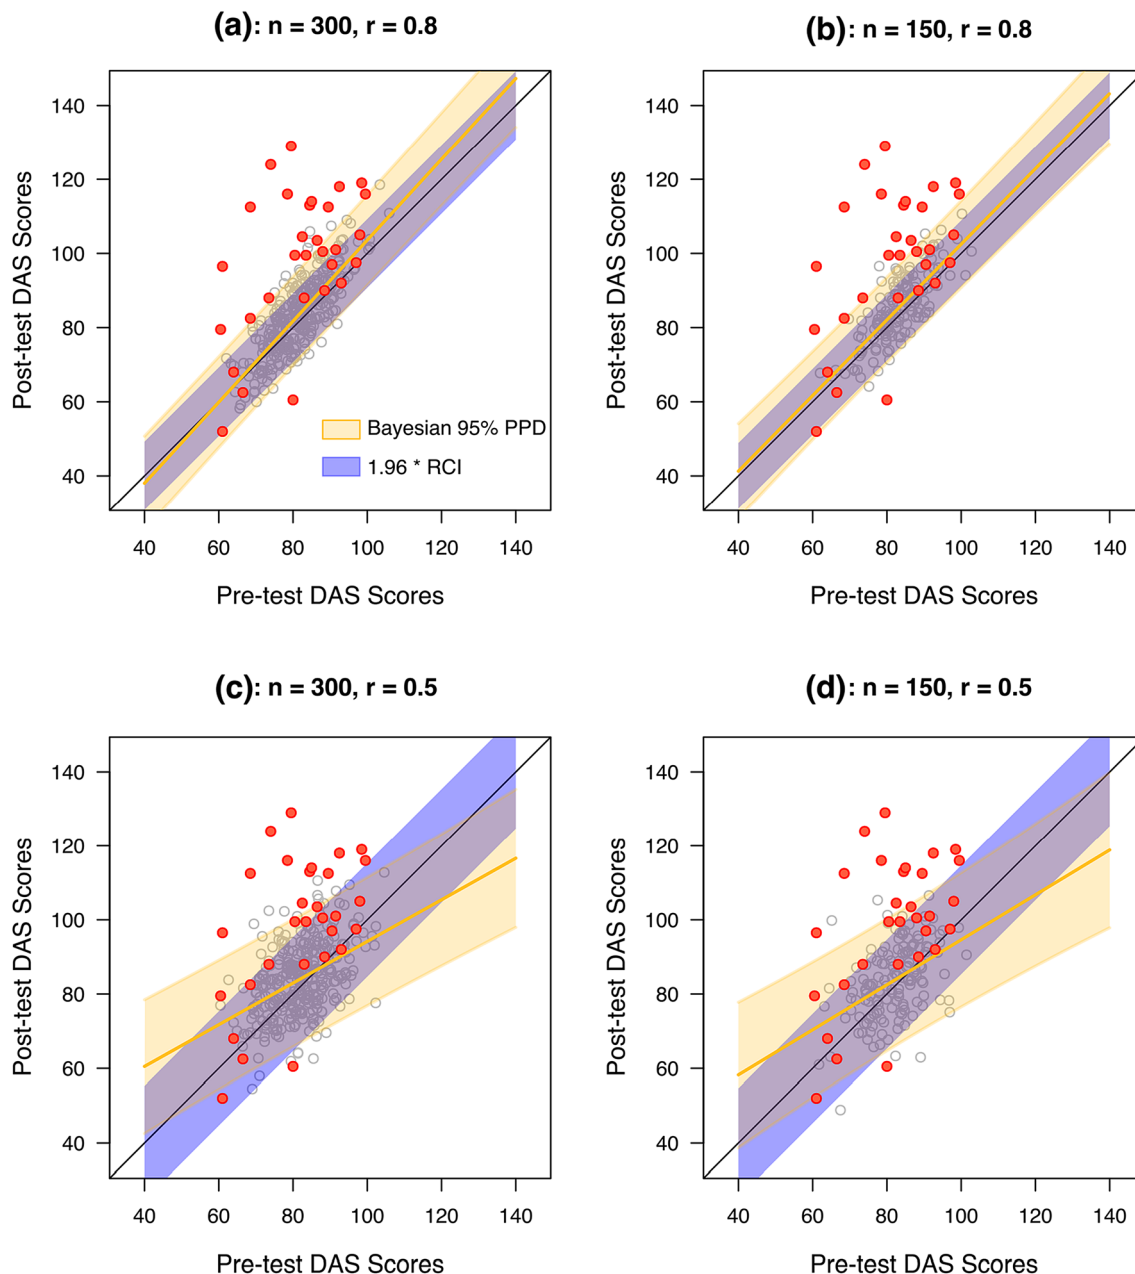 (a): n = 300, r = 0.8
140
120
100
80
60
40
Post-test DAS Scores
Bayesian 95% PPD
1.96 * RCI
40 60 80 100 120 140
Pre-test DAS Scores
(b): n = 150, r = 0.8
140
120
100
80
60
40
Post-test DAS Scores
40 60 80 100 120 140
Pre-test DAS Scores
(c): n = 300, r = 0.5
140
120
100
80
60
40
Post-test DAS Scores
40 60 80 100 120 140
Pre-test DAS Scores
(d): n = 150, r = 0.5
140
120
100
80
60
40
Post-test DAS Scores
40 60 80 100 120 140
Pre-test DAS Scores